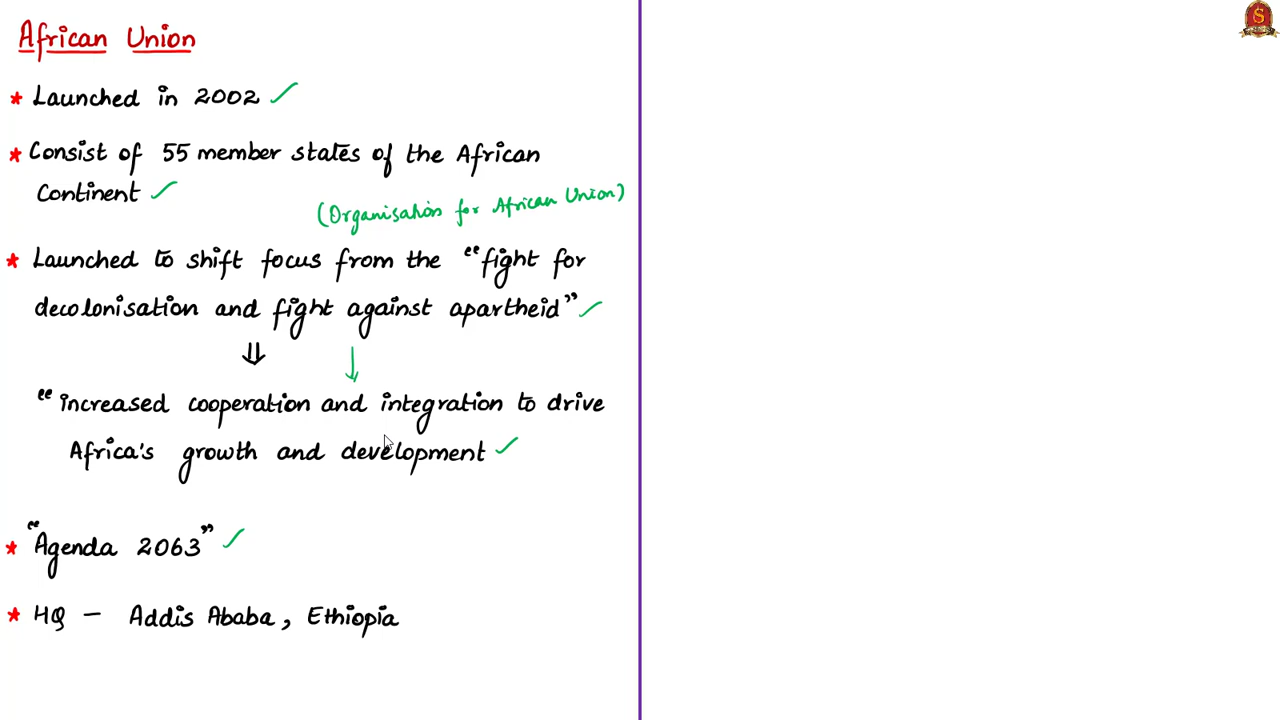 African Union
* Launched in 2002 ✓
* Consist of 55 member states of the African
Continent ✓
(Organisation for African Union)
* Launched to shift focus from the "fight for
decolonisation and fight against apartheid" ✓
⇓ ↓
"increased cooperation and integration to drive
Africa's growth and development ✓
* "Agenda 2063" ✓
* HQ – Addis Ababa, Ethiopia
S